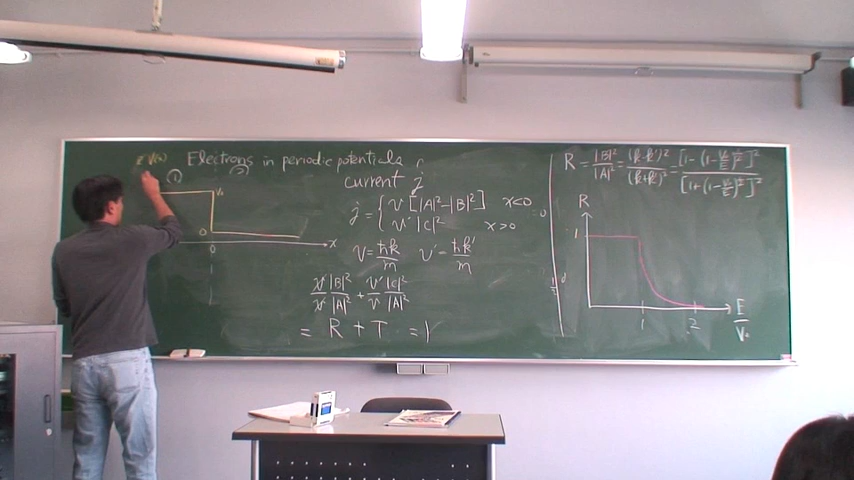 E V(x)
Electrons in periodic potentials
(1) (2)
V₀
0
0
x
current j
j = { v [|A|²-|B|²] x<0
v' |C|² x>0
v = ħk/m v' = ħk'/m
v/v |B|²/|A|² + v'/v |C|²/|A|²
= R + T = 1
R = |B|²/|A|² = (k-k')²/(k+k')² = [1-(1-V₀/E)^½]²/[1+(1-V₀/E)^½]²
R
1
1 2
E/V₀